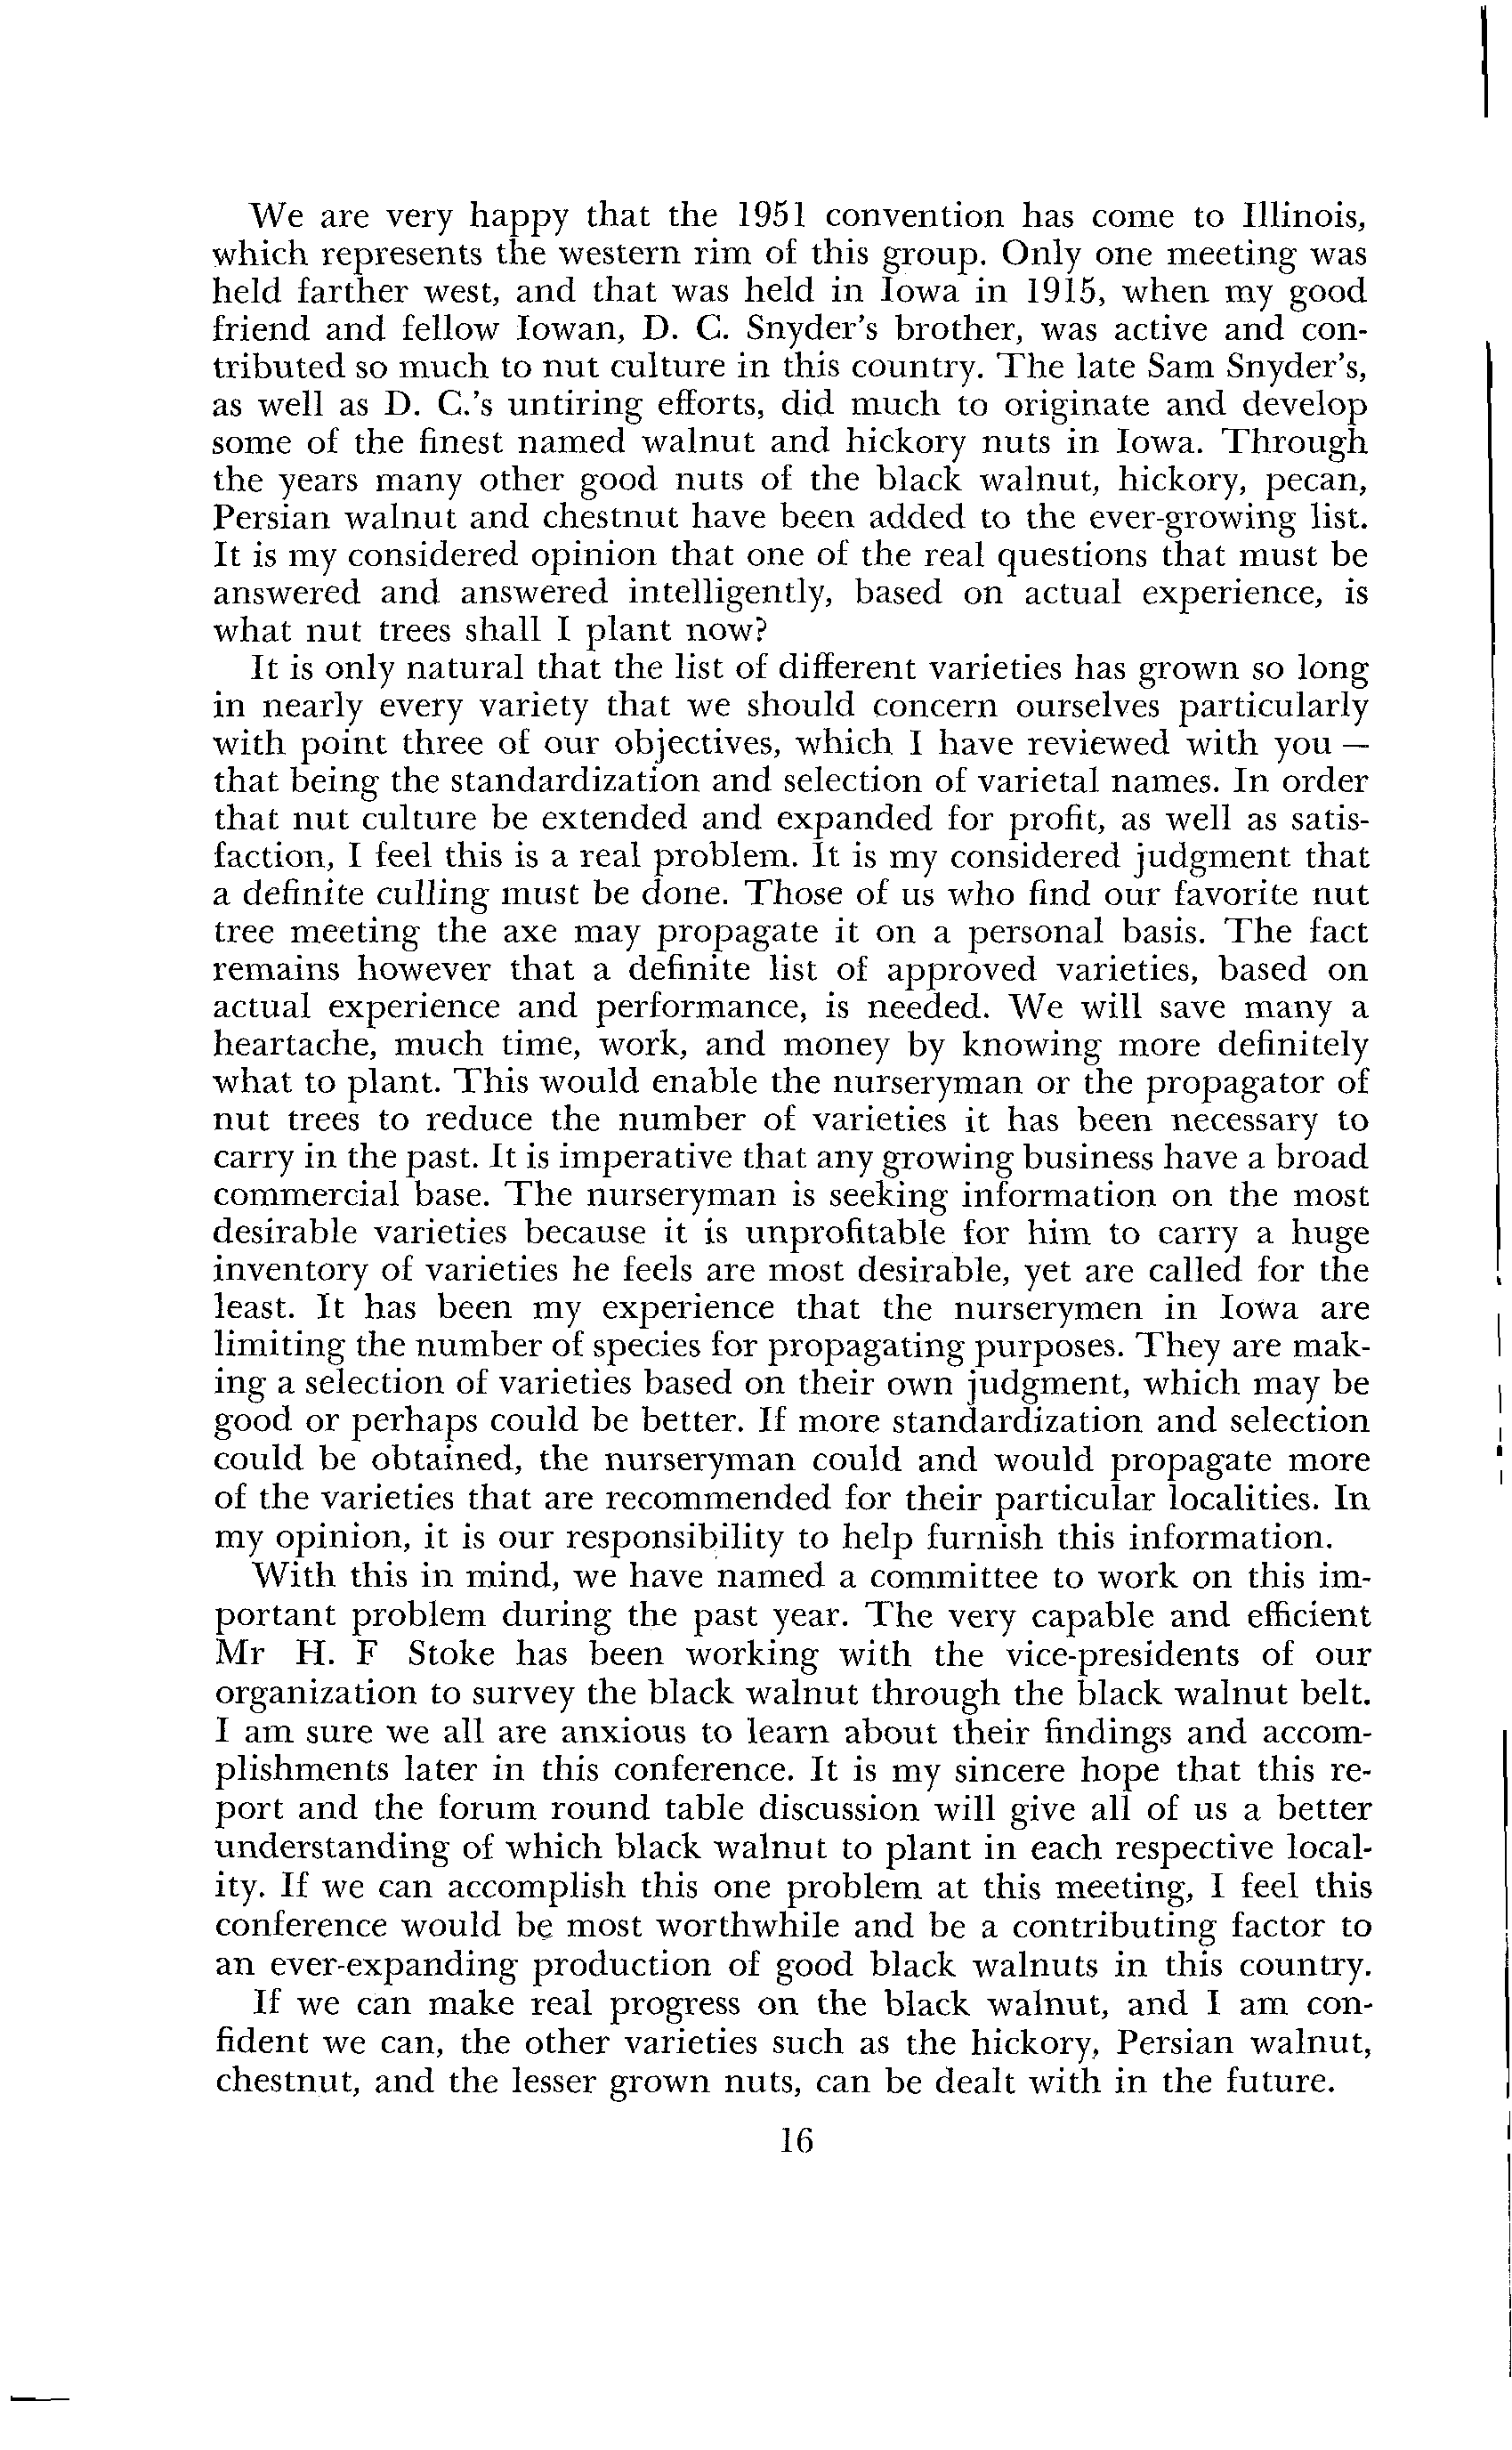 We are very happy that the 1951 convention has come to Illinois,
which represents the western rim of this group. Only one meeting was
held farther west, and that was held in Iowa in 1915, when my good
friend and fellow Iowan, D. C. Snyder's brother, was active and con-
tributed so much to nut culture in this country. The late Sam Snyder's,
as well as D. C.'s untiring efforts, did much to originate and develop
some of the finest named walnut and hickory nuts in Iowa. Through
the years many other good nuts of the black walnut, hickory, pecan,
Persian walnut and chestnut have been added to the ever-growing list.
It is my considered opinion that one of the real questions that must be
answered and answered intelligently, based on actual experience, is
what nut trees shall I plant now?
It is only natural that the list of different varieties has grown so long
in nearly every variety that we should concern ourselves particularly
with point three of our objectives, which I have reviewed with you —
that being the standardization and selection of varietal names. In order
that nut culture be extended and expanded for profit, as well as satis-
faction, I feel this is a real problem. It is my considered judgment that
a definite culling must be done. Those of us who find our favorite nut
tree meeting the axe may propagate it on a personal basis. The fact
remains however that a definite list of approved varieties, based on
actual experience and performance, is needed. We will save many a
heartache, much time, work, and money by knowing more definitely
what to plant. This would enable the nurseryman or the propagator of
nut trees to reduce the number of varieties it has been necessary to
carry in the past. It is imperative that any growing business have a broad
commercial base. The nurseryman is seeking information on the most
desirable varieties because it is unprofitable for him to carry a huge
inventory of varieties he feels are most desirable, yet are called for the
least. It has been my experience that the nurserymen in Iowa are
limiting the number of species for propagating purposes. They are mak-
ing a selection of varieties based on their own judgment, which may be
good or perhaps could be better. If more standardization and selection
could be obtained, the nurseryman could and would propagate more
of the varieties that are recommended for their particular localities. In
my opinion, it is our responsibility to help furnish this information.
With this in mind, we have named a committee to work on this im-
portant problem during the past year. The very capable and efficient
Mr H. F Stoke has been working with the vice-presidents of our
organization to survey the black walnut through the black walnut belt.
I am sure we all are anxious to learn about their findings and accom-
plishments later in this conference. It is my sincere hope that this re-
port and the forum round table discussion will give all of us a better
understanding of which black walnut to plant in each respective local-
ity. If we can accomplish this one problem at this meeting, I feel this
conference would be most worthwhile and be a contributing factor to
an ever-expanding production of good black walnuts in this country.
If we can make real progress on the black walnut, and I am con-
fident we can, the other varieties such as the hickory, Persian walnut,
chestnut, and the lesser grown nuts, can be dealt with in the future.
16